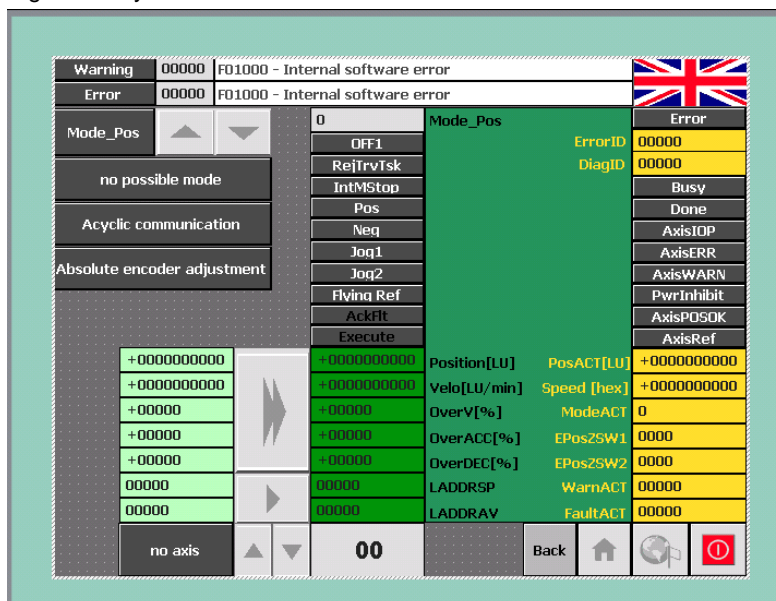 Warning 00000 F01000 - Internal software error
Error 00000 F01000 - Internal software error
Mode_Pos 0 Mode_Pos Error
OFF1 ErrorID 00000
RejTrvTsk DiagID 00000
no possible mode IntMStop Busy
Pos Done
Acyclic communication Neg AxisIOP
Jog1 AxisERR
Absolute encoder adjustment Jog2 AxisWARN
Flying Ref PwrInhibit
AckFlt AxisPOSOK
Execute AxisRef
+0000000000 +0000000000 Position[LU] PosACT[LU] +0000000000
+0000000000 +0000000000 Velo[LU/min] Speed [hex] +0000000000
+00000 +00000 OverV[%] ModeACT 0
+00000 +00000 OverACC[%] EPosZSW1 0000
+00000 +00000 OverDEC[%] EPosZSW2 0000
00000 00000 LADDRSP WarnACT 00000
00000 00000 LADDRAV FaultACT 00000
no axis 00 Back